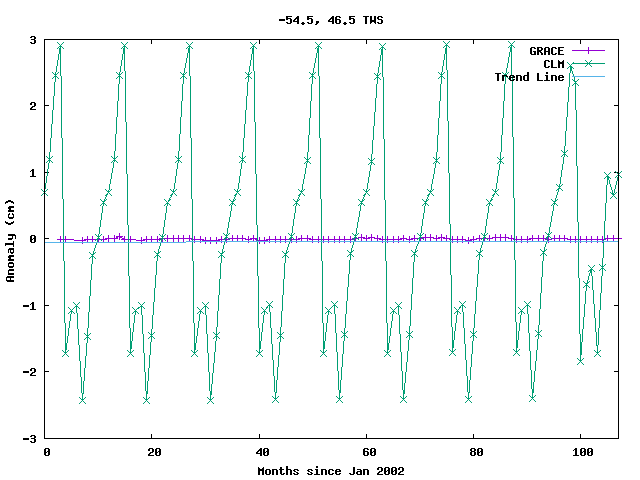 -54.5, 46.5 TWS
GRACE
CLM
Trend Line
3
2
1
0
-1
-2
-3
Anomaly (cm)
0 20 40 60 80 100
Months since Jan 2002